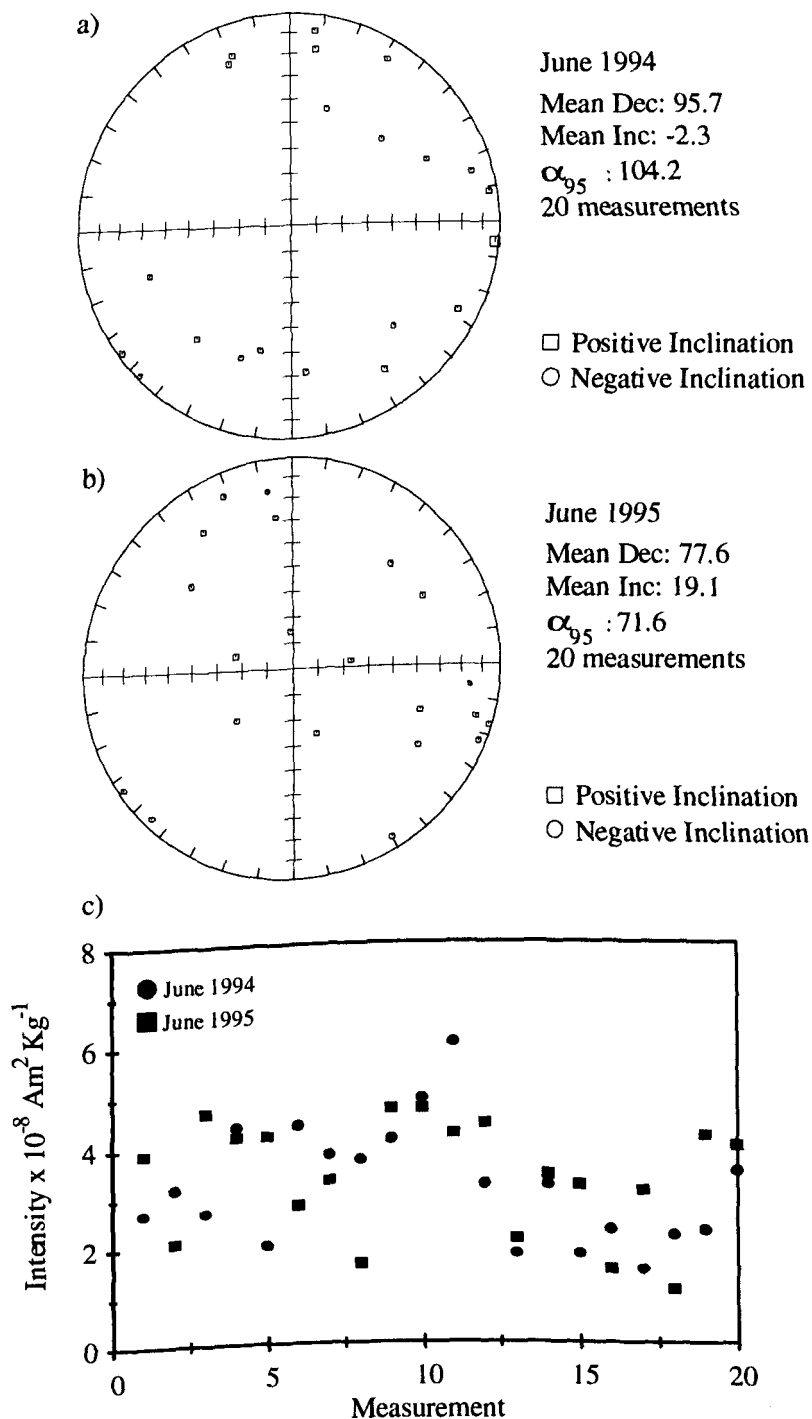 a)
June 1994
Mean Dec: 95.7
Mean Inc: -2.3
α95 : 104.2
20 measurements
□ Positive Inclination
○ Negative Inclination
b)
June 1995
Mean Dec: 77.6
Mean Inc: 19.1
α95 : 71.6
20 measurements
□ Positive Inclination
○ Negative Inclination
c)
Intensity x 10⁻⁸ Am² Kg⁻¹
8
6
4
2
0
● June 1994
■ June 1995
0 5 10 15 20
Measurement